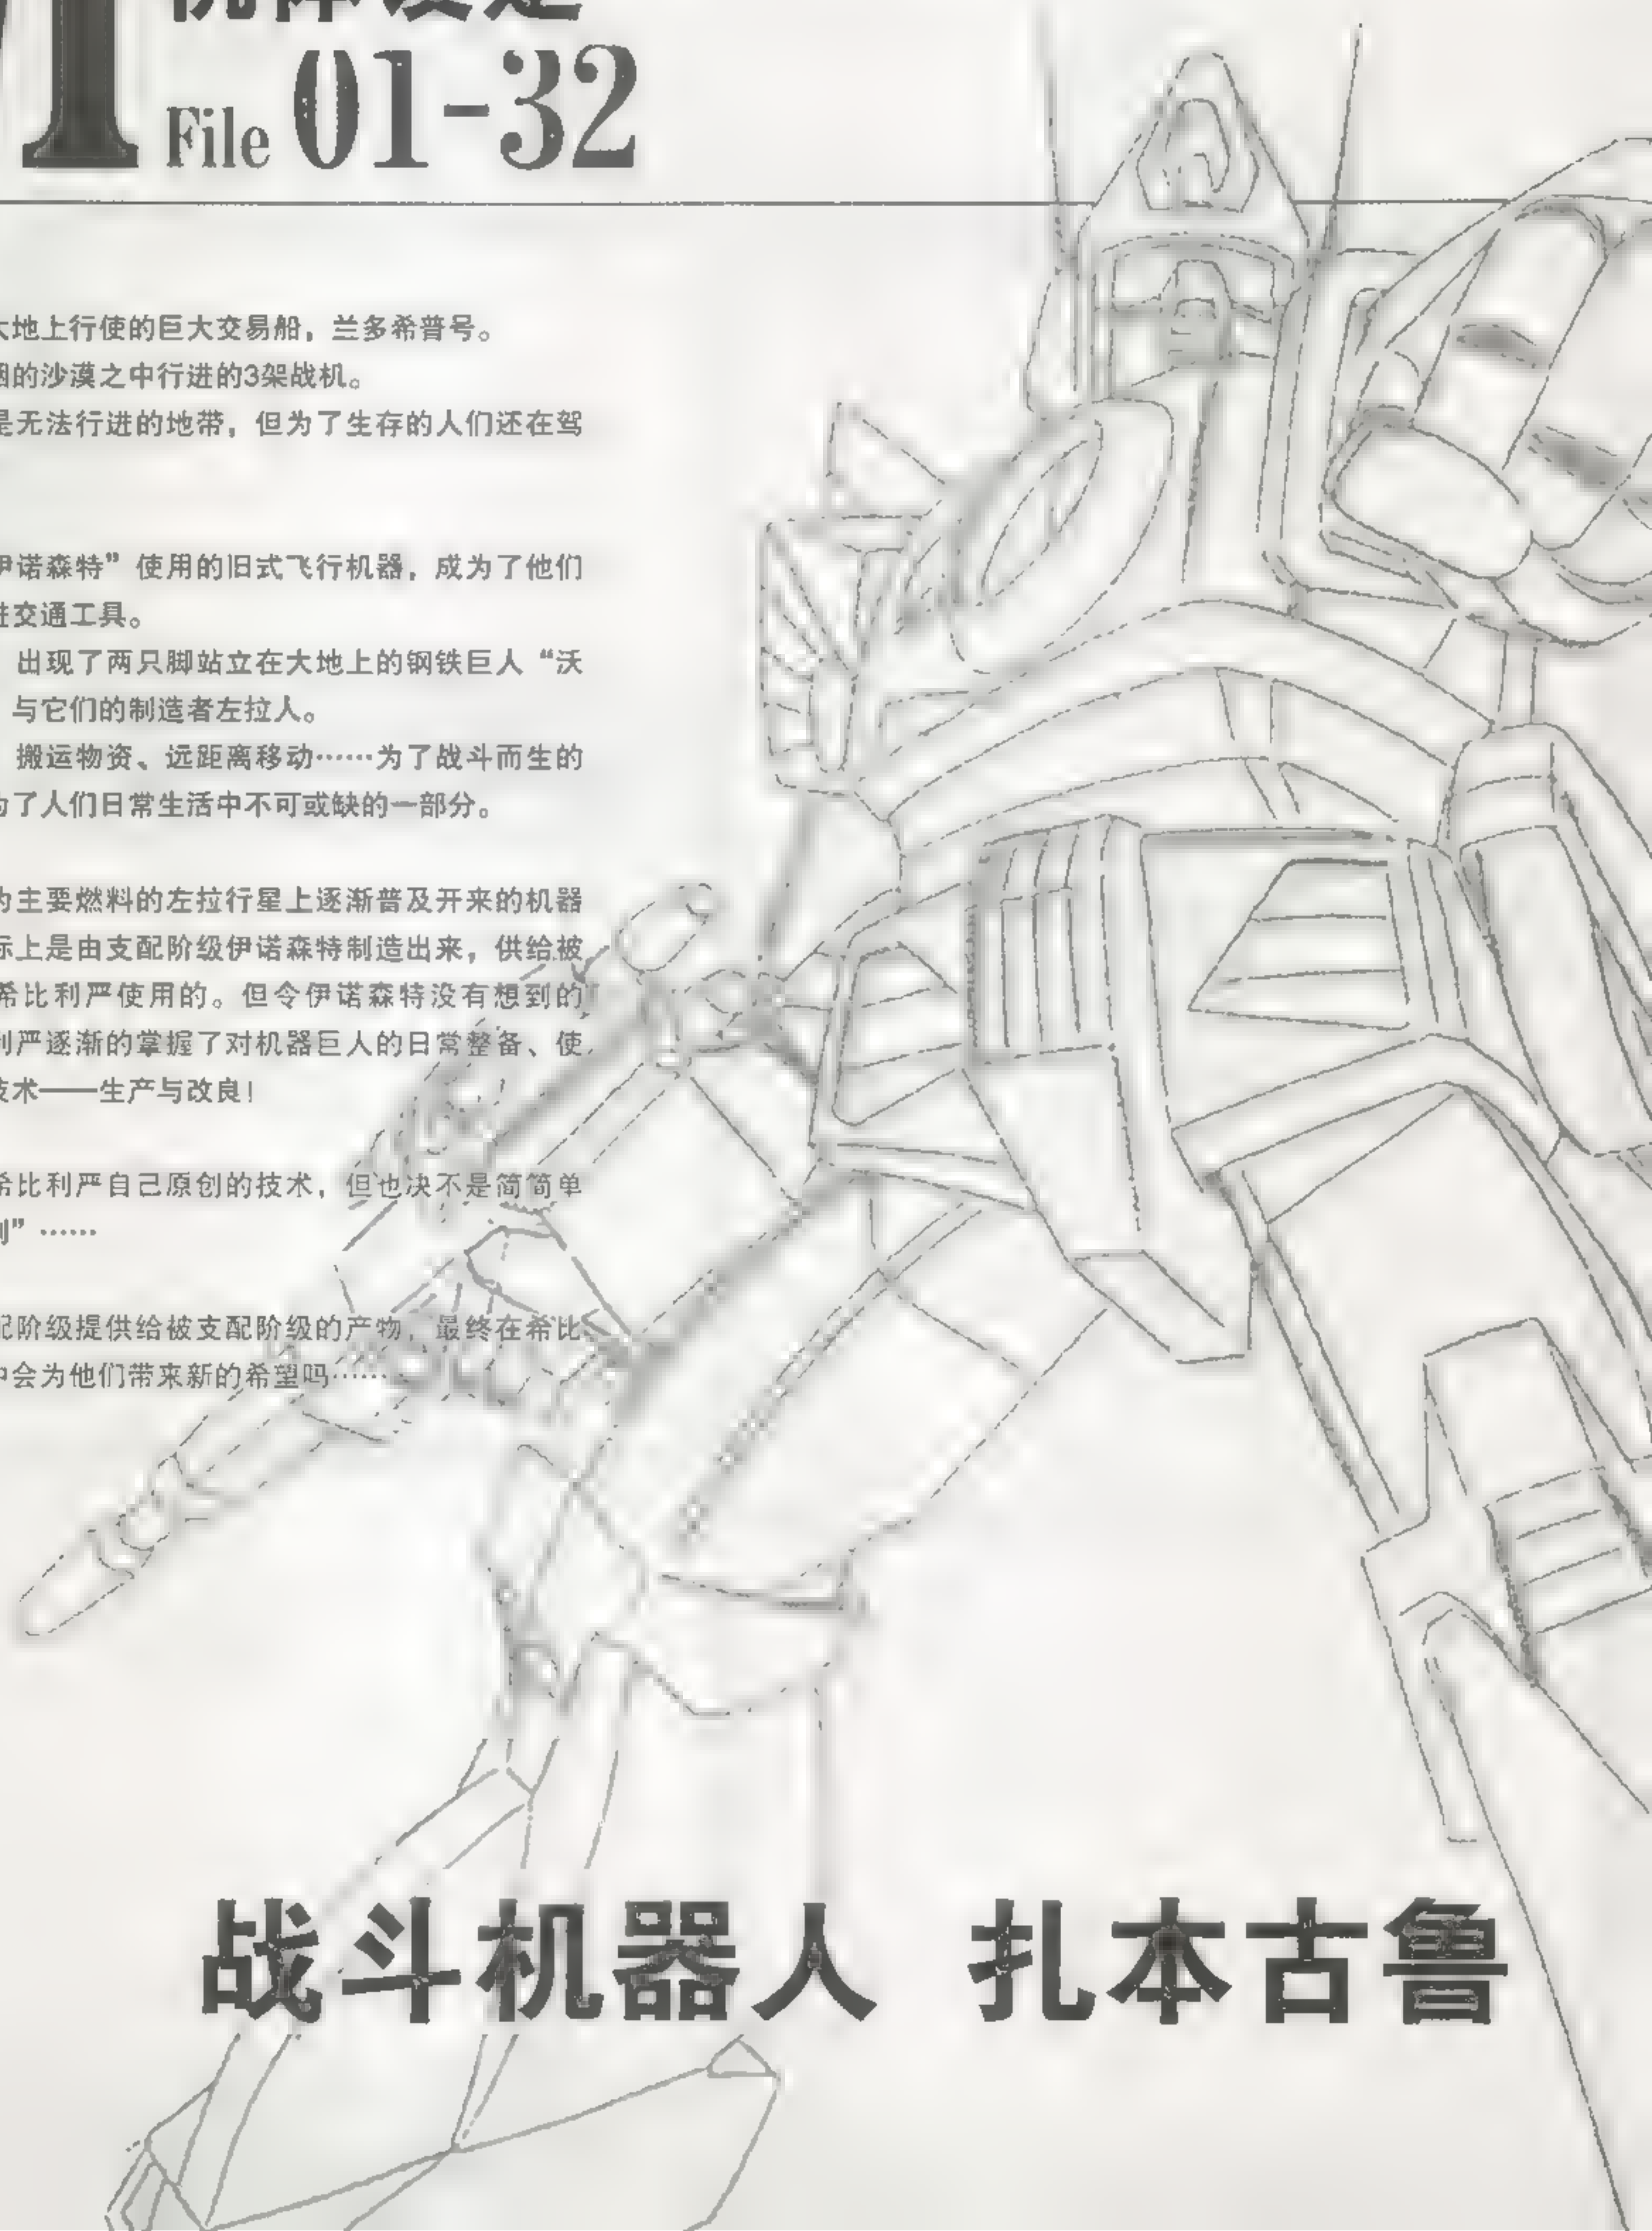 File 01-32
大地上行使的巨大交易船，兰多希普号。
的沙漠之中行进的3架战机。
是无法行进的地带，但为了生存的人们还在驾
伊诺森特”使用的旧式飞行机器，成为了他们
进交通工具。
出现了两只脚站立在大地上的钢铁巨人“沃
与它们的制造者左拉人。
搬运物资、远距离移动……为了战斗而生的
为了人们日常生活中不可或缺的一部分。
为主要燃料的左拉行星上逐渐普及开来的机器
际上是由支配阶级伊诺森特制造出来，供给被
希比利严使用的。但令伊诺森特没有想到的
利严逐渐的掌握了对机器巨人的日常整备、使
技术——生产与改良！
希比利严自己原创的技术，但也决不是简简单
”……
配阶级提供给被支配阶级的产物，最终在希比
中会为他们带来新的希望吗……
战斗机器人 扎本古鲁